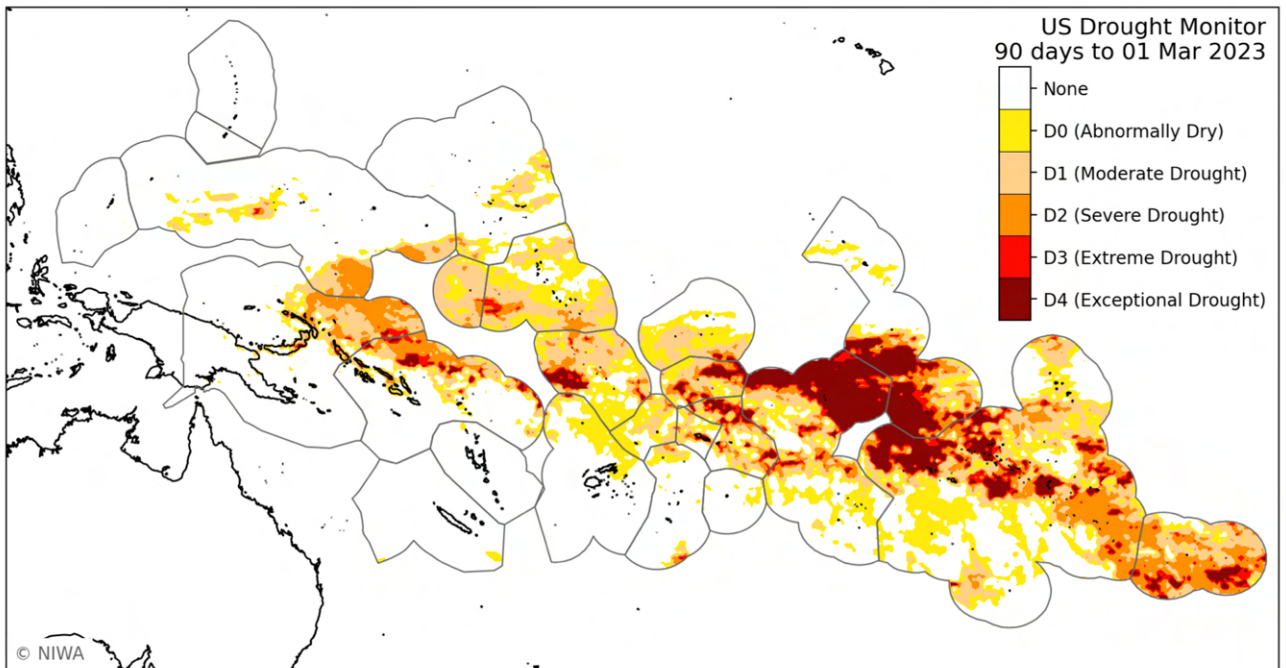 US Drought Monitor
90 days to 01 Mar 2023
None
D0 (Abnormally Dry)
D1 (Moderate Drought)
D2 (Severe Drought)
D3 (Extreme Drought)
D4 (Exceptional Drought)
© NIWA